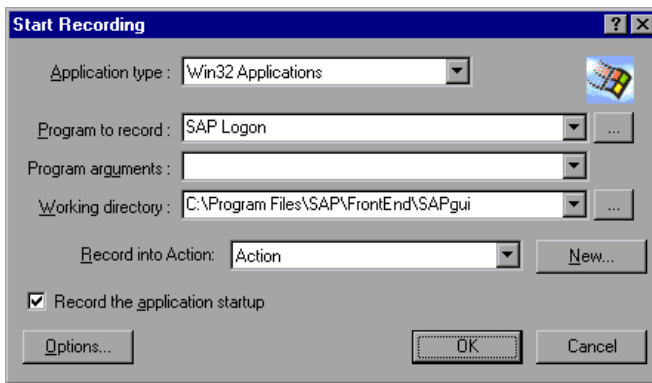 Start Recording
Application type : Win32 Applications
Program to record : SAP Logon ...
Program arguments :
Working directory : C:\Program Files\SAP\FrontEnd\SAPgui ...
Record into Action: Action New...
Record the application startup
Options... OK Cancel